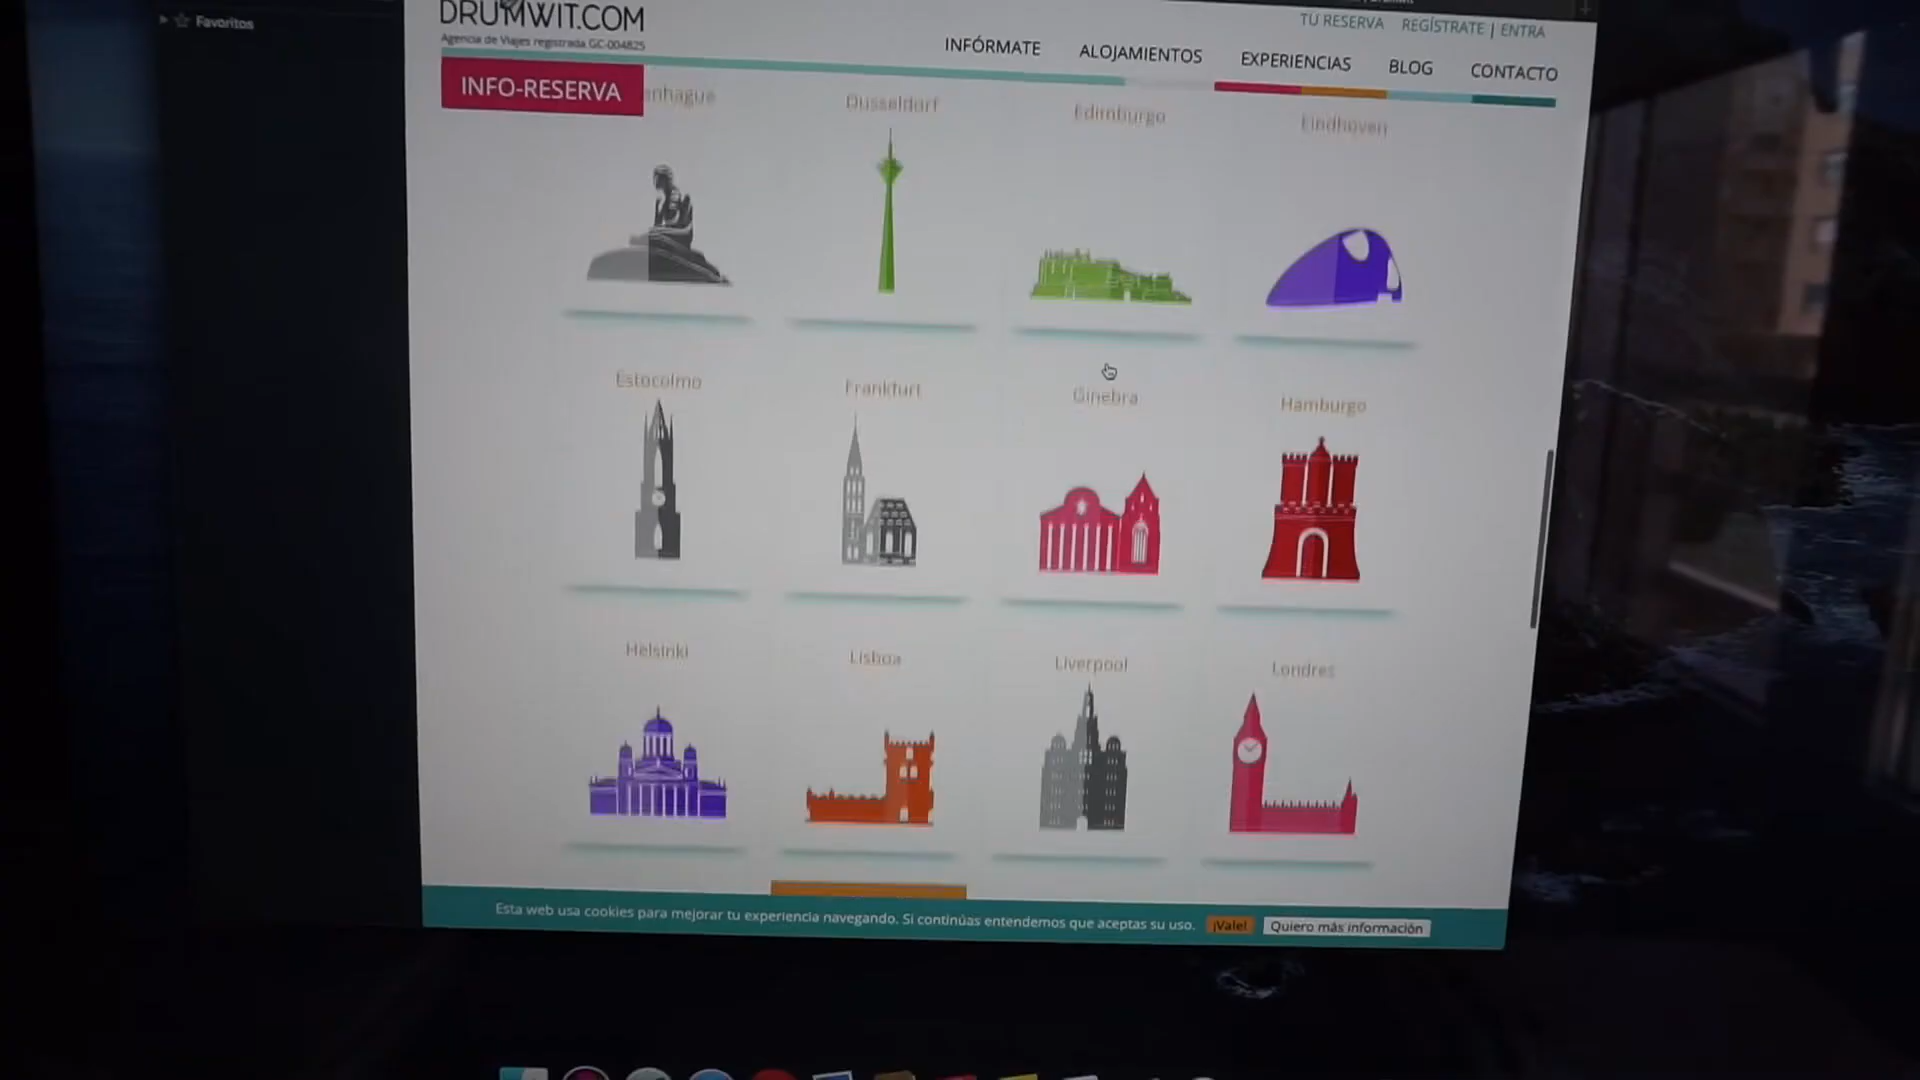 Favoritos
DRUMWIT.COM
Agencia de Viajes registrada GC-004825
TU RESERVA REGÍSTRATE | ENTRA
INFÓRMATE ALOJAMIENTOS EXPERIENCIAS BLOG CONTACTO
INFO-RESERVA
enhague Dusseldorf Edimburgo Eindhoven
Estocolmo Frankfurt Ginebra Hamburgo
Helsinki Lisboa Liverpool Londres
Esta web usa cookies para mejorar tu experiencia navegando. Si continúas entendemos que aceptas su uso. ¡Vale! Quiero más información